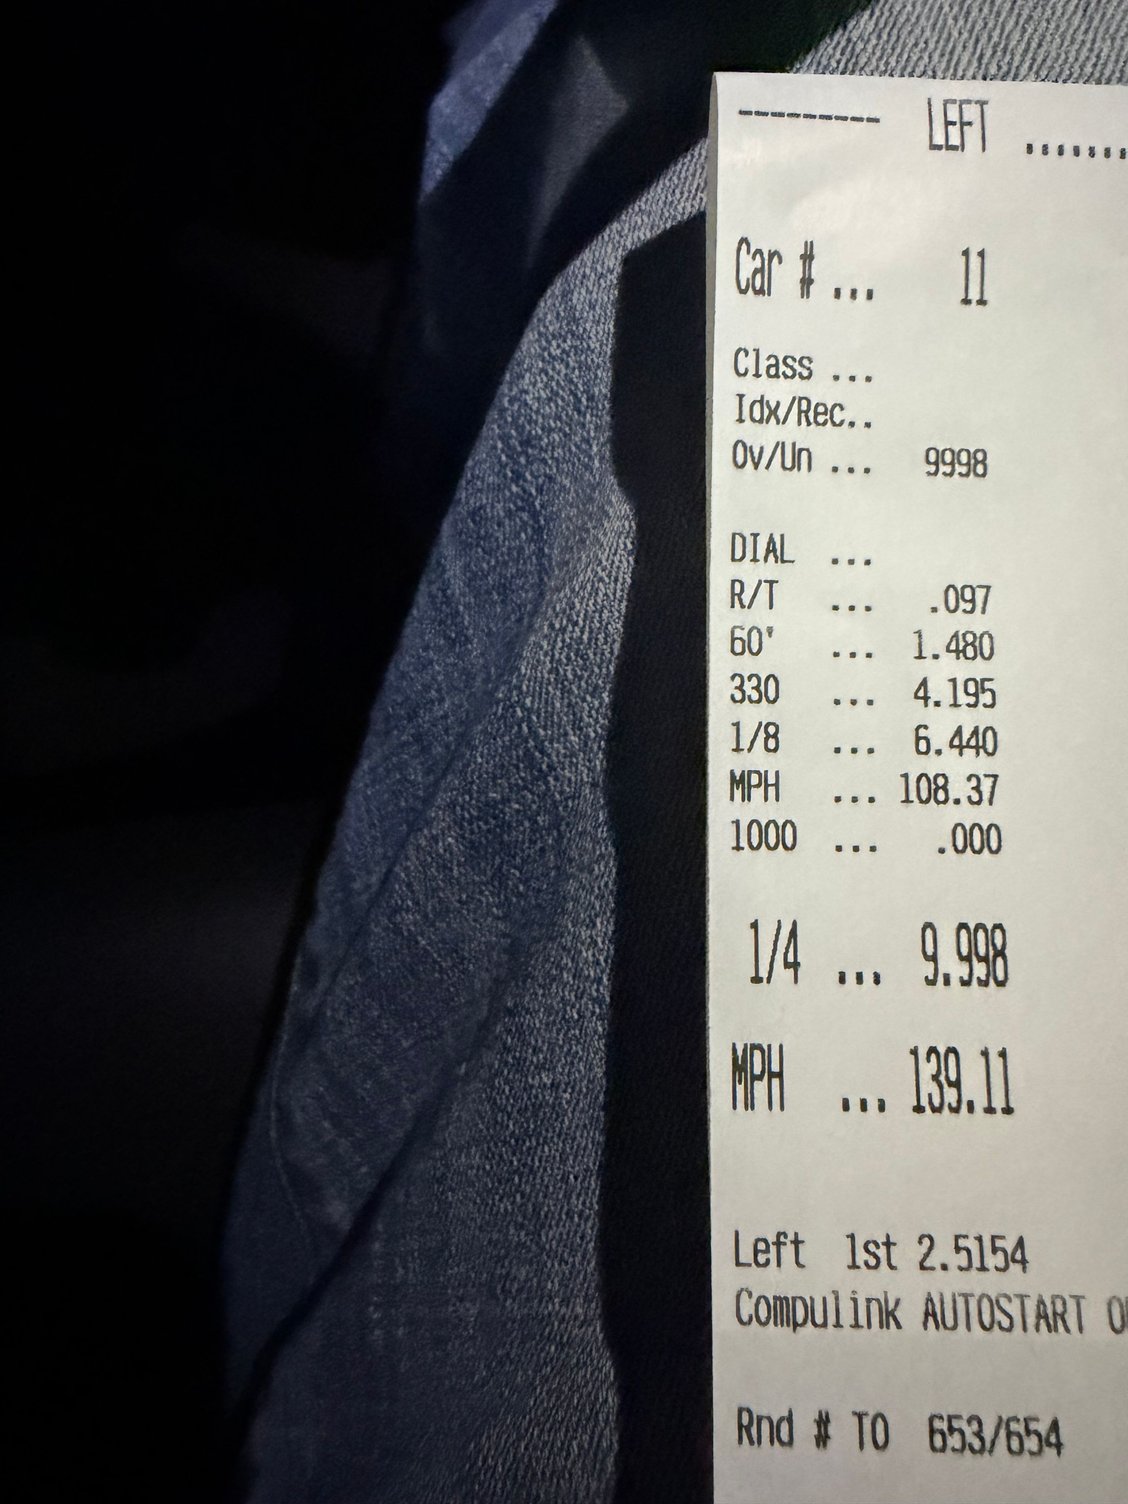 --------- LEFT .......
Car # ... 11
Class ...
Idx/Rec..
Ov/Un ... 9998
DIAL ...
R/T ... .097
60' ... 1.480
330 ... 4.195
1/8 ... 6.440
MPH ... 108.37
1000 ... .000
1/4 ... 9.998
MPH ... 139.11
Left 1st 2.5154
Compulink AUTOSTART
Rnd # TO 653/654